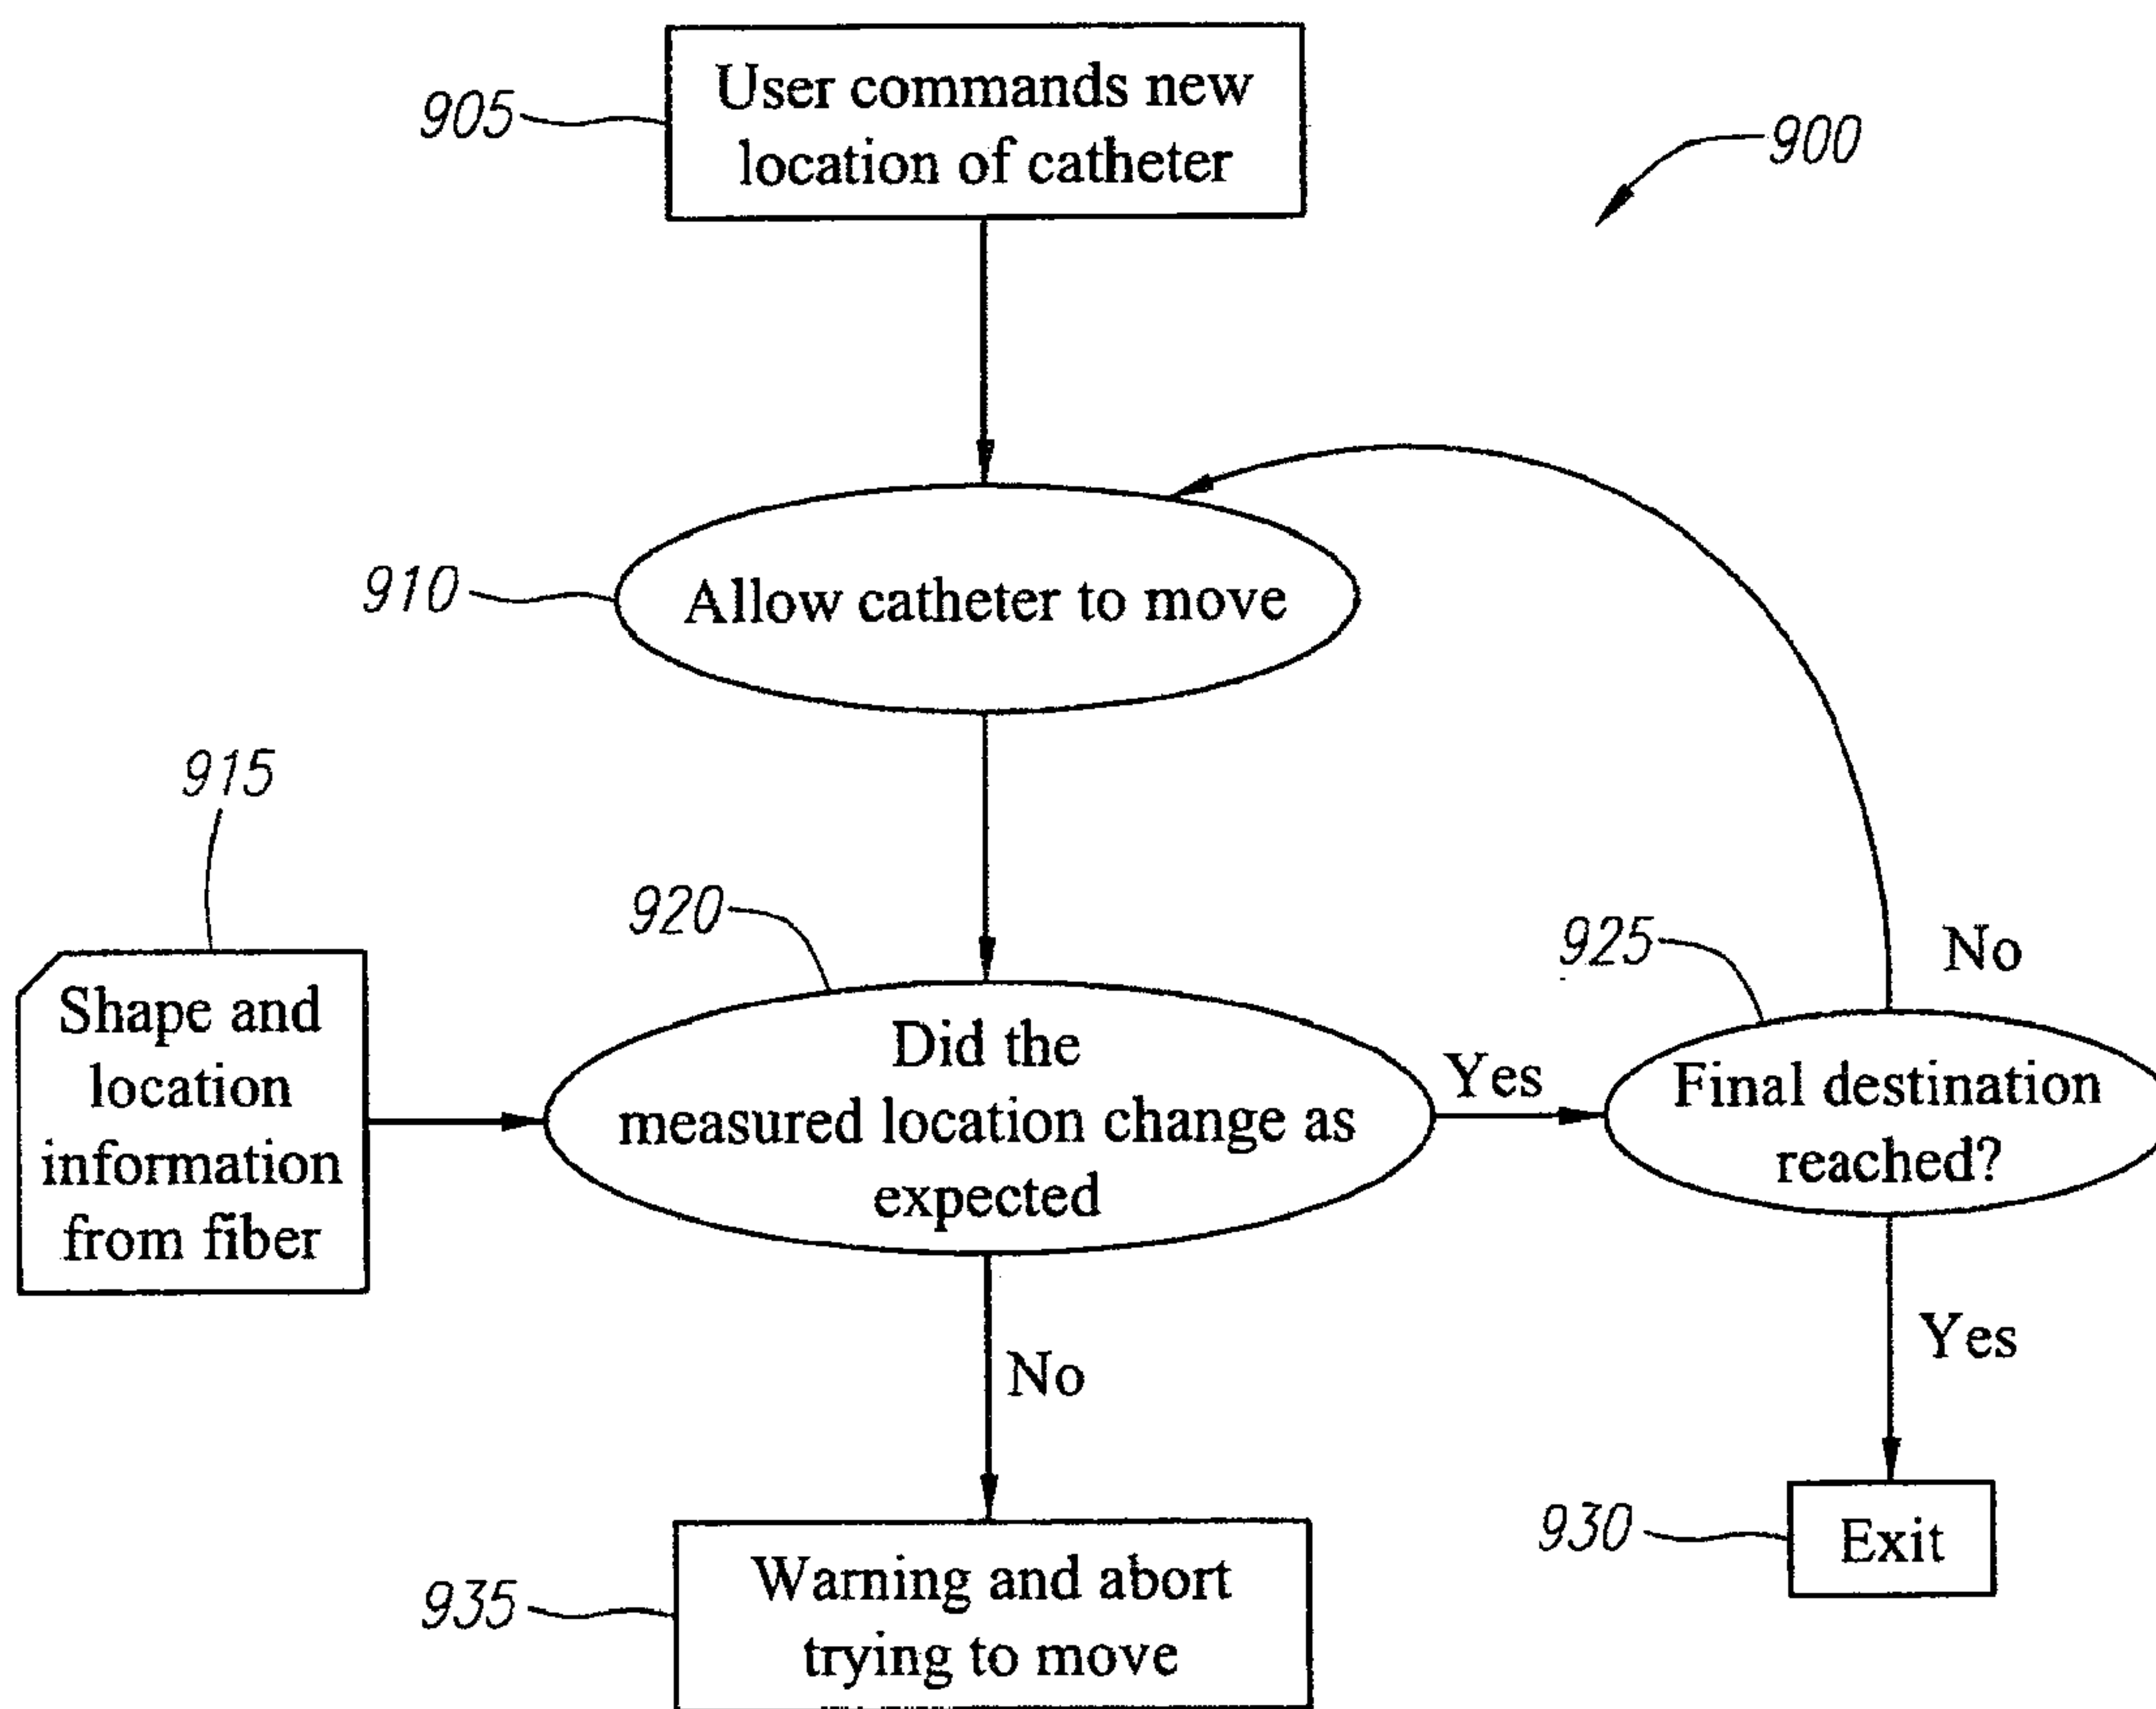 User commands new
location of catheter
905
900
Allow catheter to move
910
915
Shape and
location
information
from fiber
920
Did the
measured location change as
expected
Yes
925
No
Final destination
reached?
Yes
No
930
Exit
935
Warning and abort
trying to move